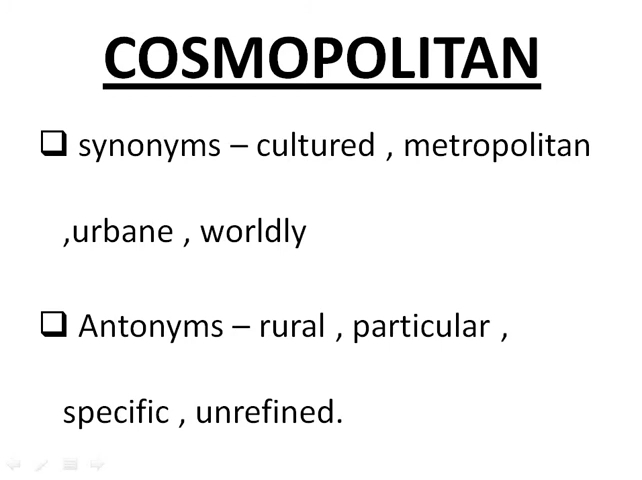 COSMOPOLITAN
synonyms – cultured , metropolitan
,urbane , worldly
Antonyms – rural , particular ,
specific , unrefined.